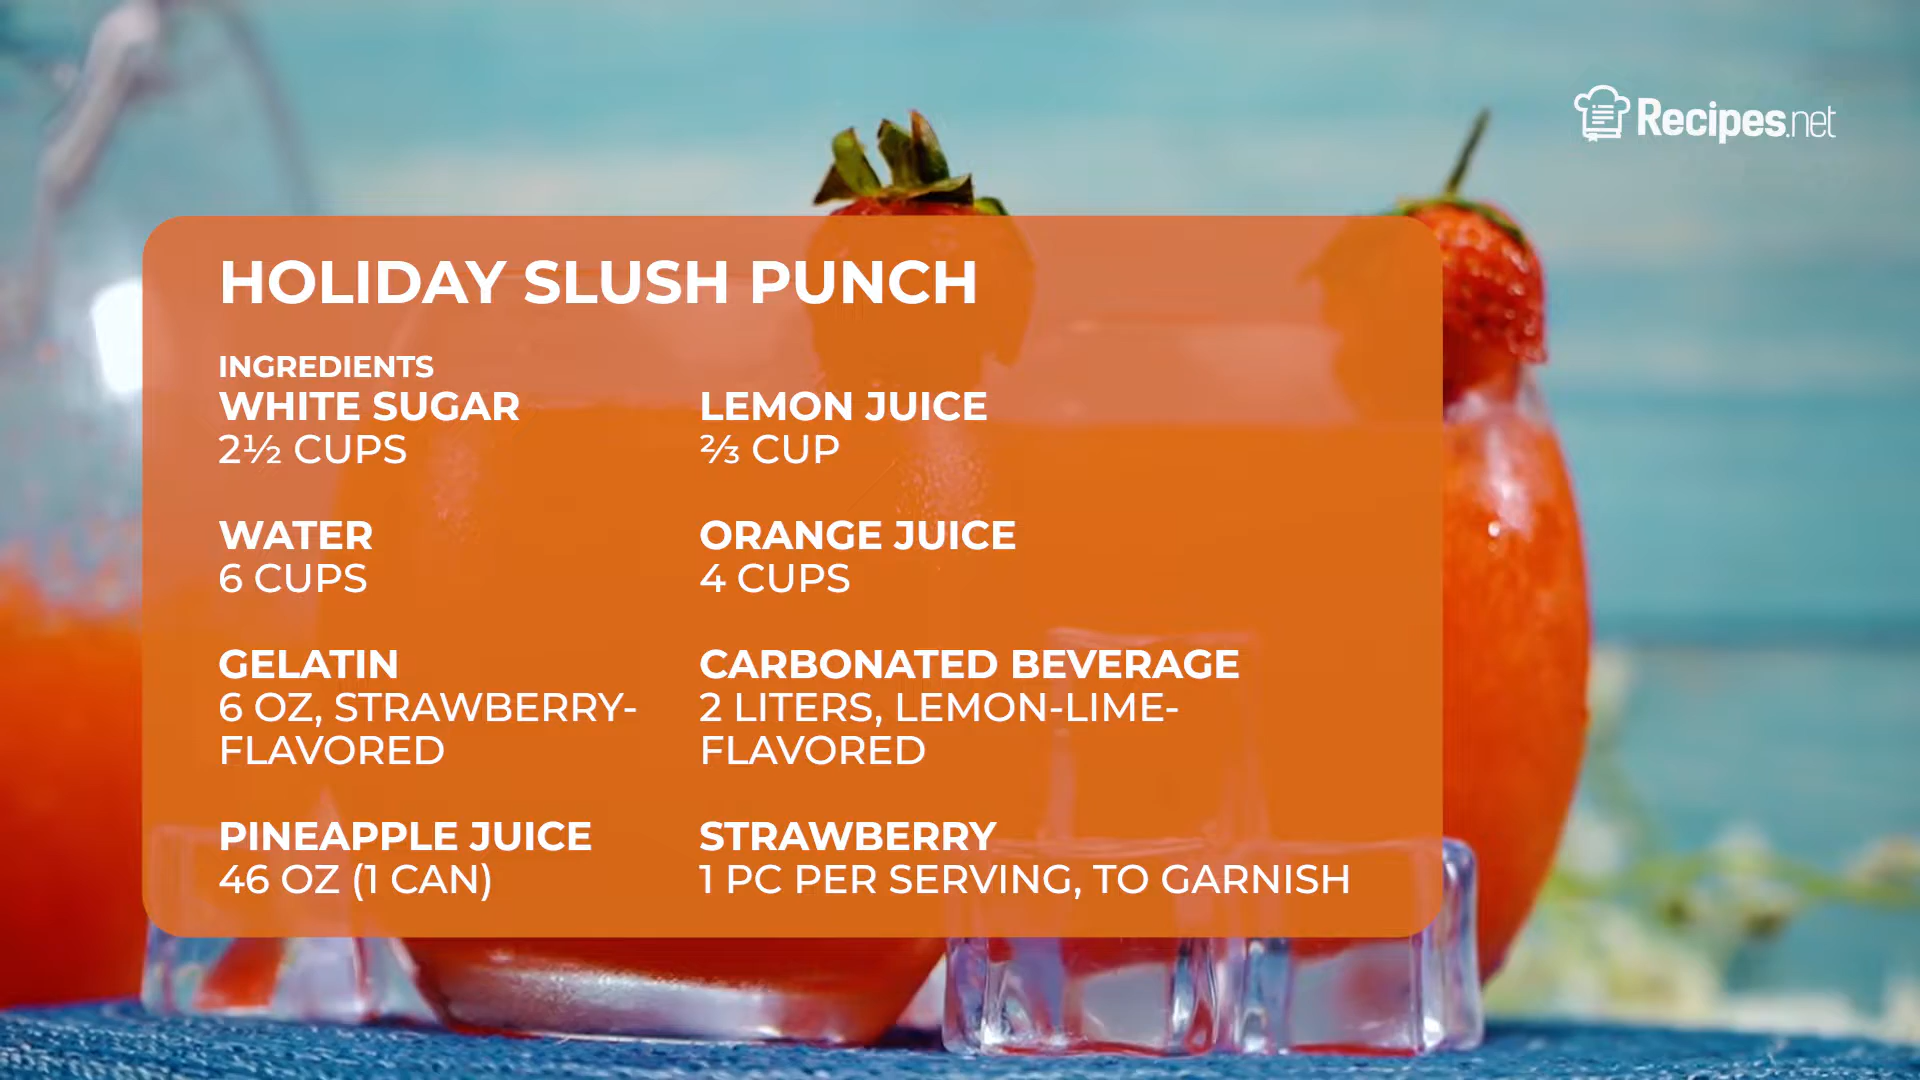 Recipes.net
HOLIDAY SLUSH PUNCH
INGREDIENTS
WHITE SUGAR
2½ CUPS
WATER
6 CUPS
GELATIN
6 OZ, STRAWBERRY-
FLAVORED
PINEAPPLE JUICE
46 OZ (1 CAN)
LEMON JUICE
⅔ CUP
ORANGE JUICE
4 CUPS
CARBONATED BEVERAGE
2 LITERS, LEMON-LIME-
FLAVORED
STRAWBERRY
1 PC PER SERVING, TO GARNISH